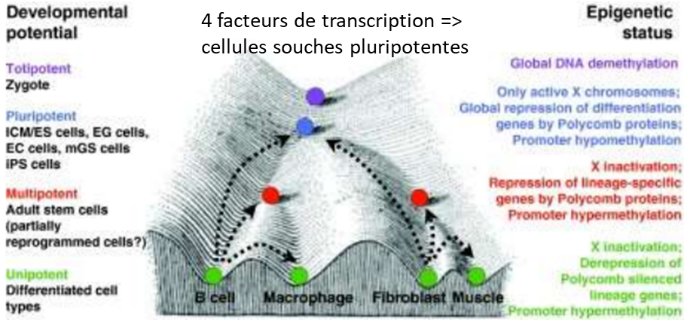 Developmental
potential
4 facteurs de transcription =>
cellules souches pluripotentes
Epigenetic
status
Totipotent
Zygote
Pluripotent
ICM/ES cells, EG cells,
EC cells, mGS cells
iPS cells
Multipotent
Adult stem cells
(partially
reprogrammed cells?)
Unipotent
Differentiated cell
types
Global DNA demethylation
Only active X chromosomes;
Global repression of differentiation
genes by Polycomb proteins;
Promoter hypomethylation
X inactivation;
Repression of lineage-specific
genes by Polycomb proteins;
Promoter hypermethylation
X inactivation;
Derepression of
Polycomb silenced
lineage genes;
Promoter hypermethylation
B cell
Macrophage
Fibroblast
Muscle